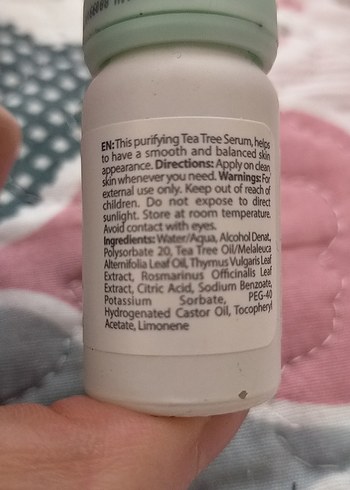 EN: This purifying Tea Tree Serum, helps
to have a smooth and balanced skin
appearance. Directions: Apply on clean
skin whenever you need. Warnings: For
external use only. Keep out of reach of
children. Do not expose to direct
sunlight. Store at room temperature.
Avoid contact with eyes.
Ingredients: Water/Aqua, Alcohol Denat,
Polysorbate 20, Tea Tree Oil/Melaleuca
Alternifolia Leaf Oil, Thymus Vulgaris Leaf
Extract, Rosmarinus Officinalis Leaf
Extract, Citric Acid, Sodium Benzoate,
Potassium Sorbate, PEG-40
Hydrogenated Castor Oil, Tocopheryl
Acetate, Limonene